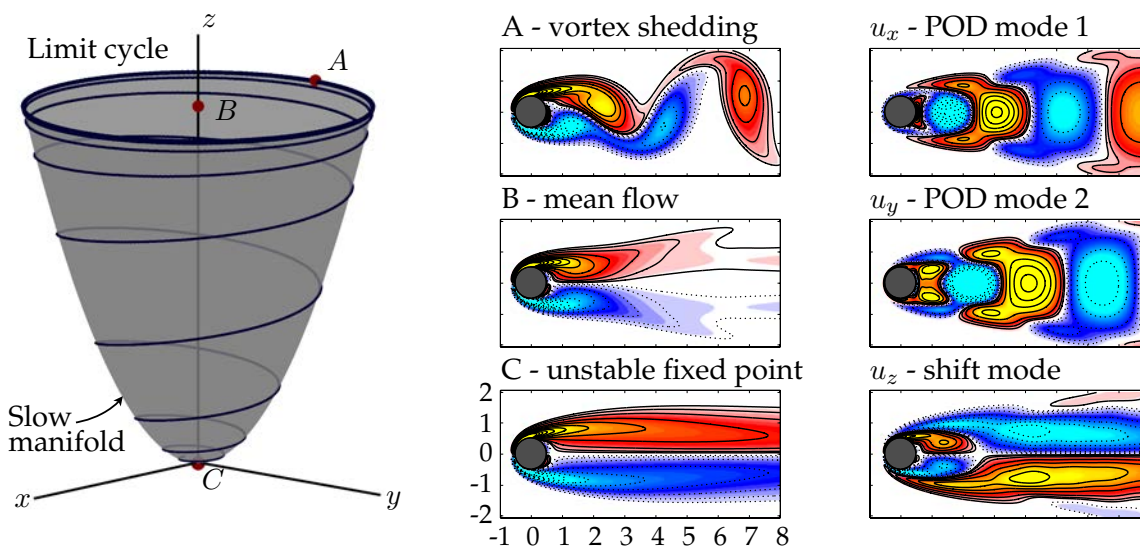 z
Limit cycle
A
B
Slow
manifold
C
x
y
A - vortex shedding
B - mean flow
C - unstable fixed point
2
1
0
-1
-2
-1 0 1 2 3 4 5 6 7 8
u_x - POD mode 1
u_y - POD mode 2
u_z - shift mode